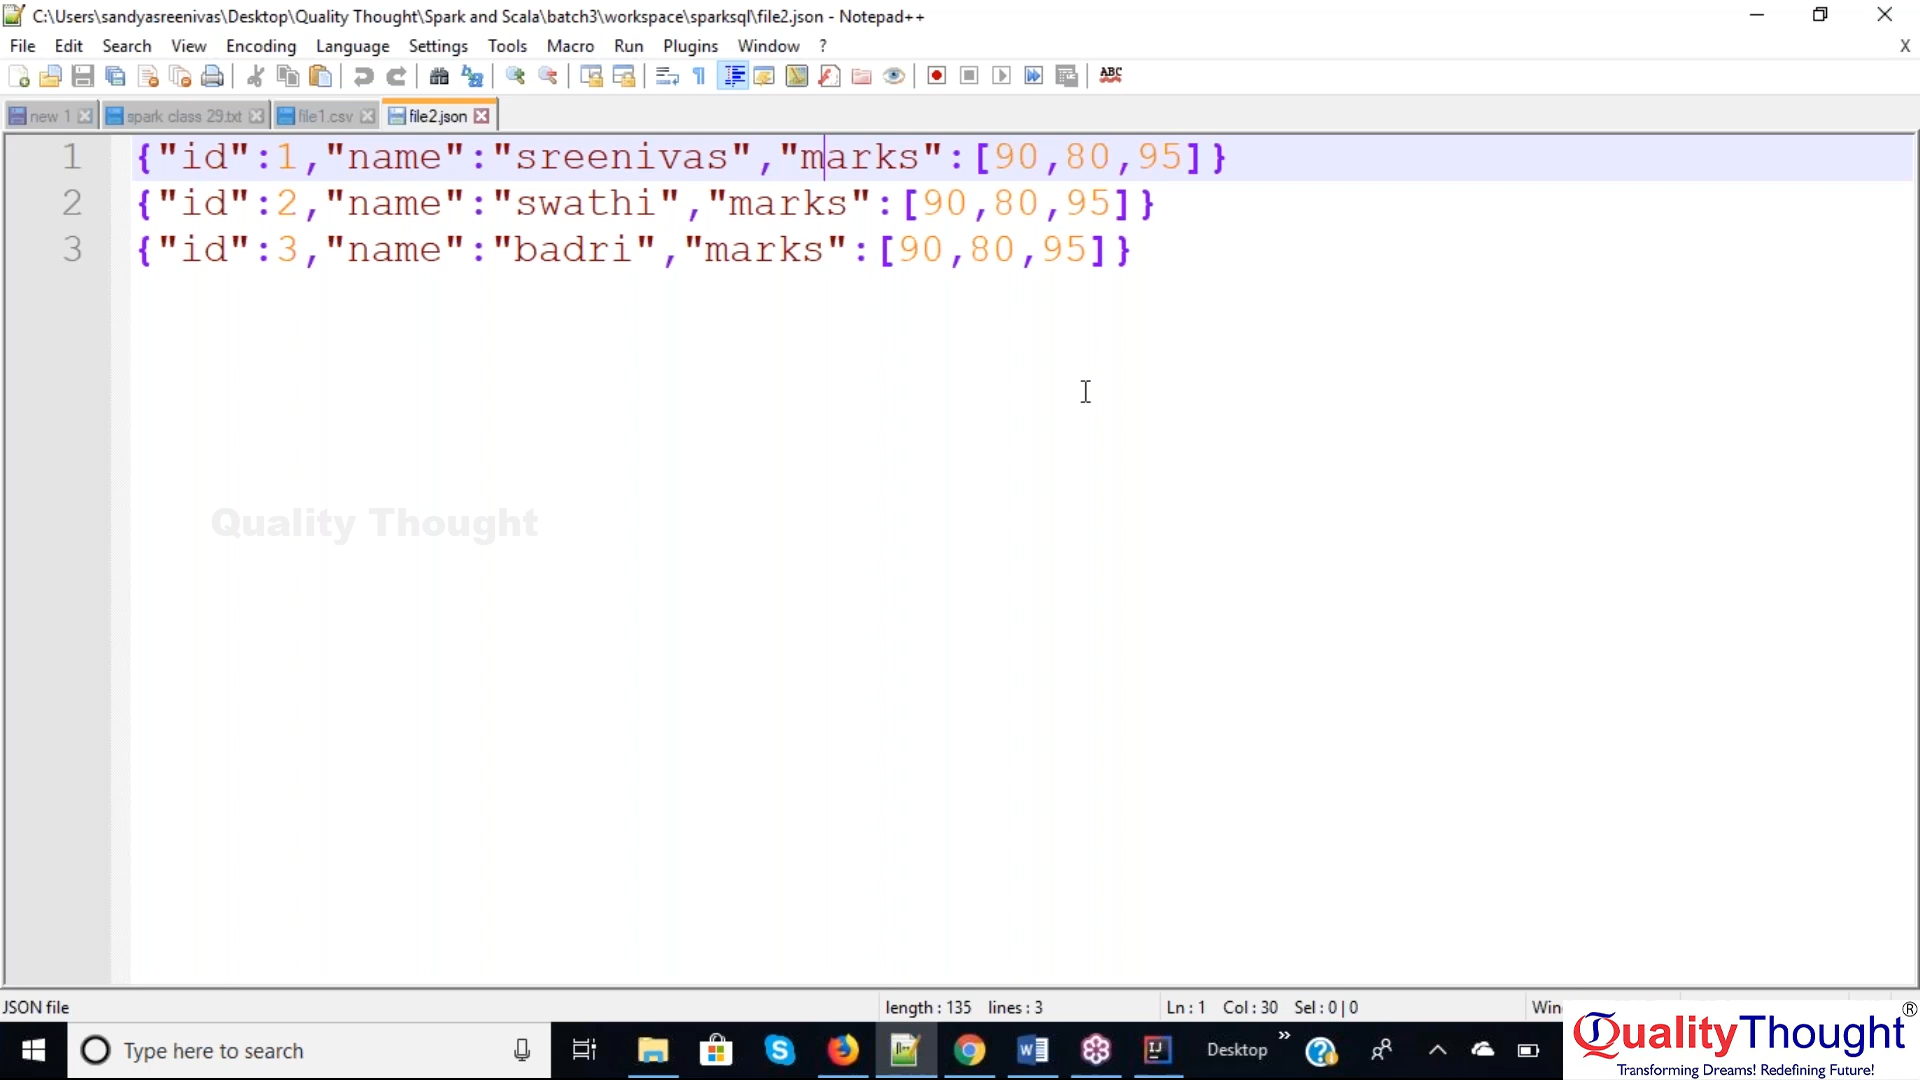 C:\Users\sandyasreenivas\Desktop\Quality Thought\Spark and Scala\batch3\workspace\sparksql\file2.json - Notepad++
File Edit Search View Encoding Language Settings Tools Macro Run Plugins Window ? X
ABC
new 1 spark class 29.txt file1.csv file2.json
1 {"id":1,"name":"sreenivas","marks":[90,80,95]}
2 {"id":2,"name":"swathi","marks":[90,80,95]}
3 {"id":3,"name":"badri","marks":[90,80,95]}
Quality Thought
JSON file length : 135 lines : 3 Ln : 1 Col : 30 Sel : 0 | 0 Win
Type here to search Desktop
QualityThought®
Transforming Dreams! Redefining Future!